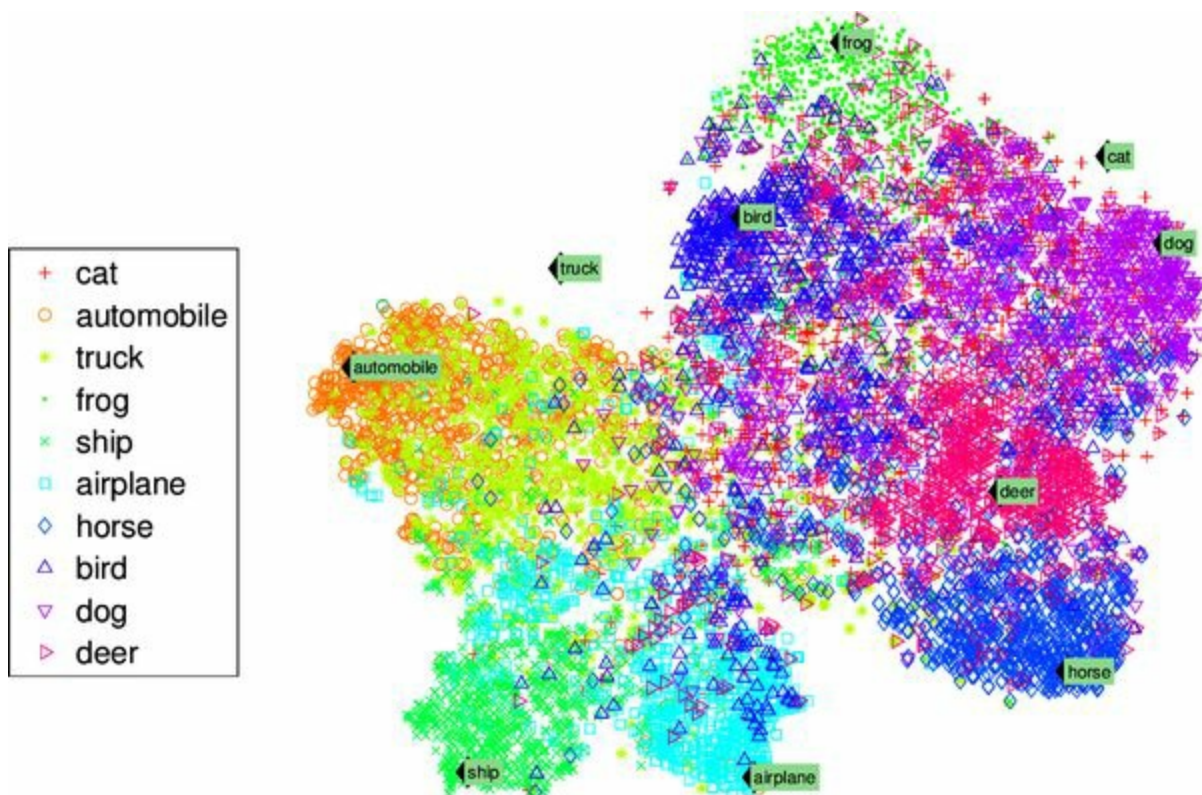 frog
cat
bird
dog
truck
cat
automobile
truck
frog
ship
airplane
horse
bird
dog
deer
automobile
deer
horse
ship
airplane